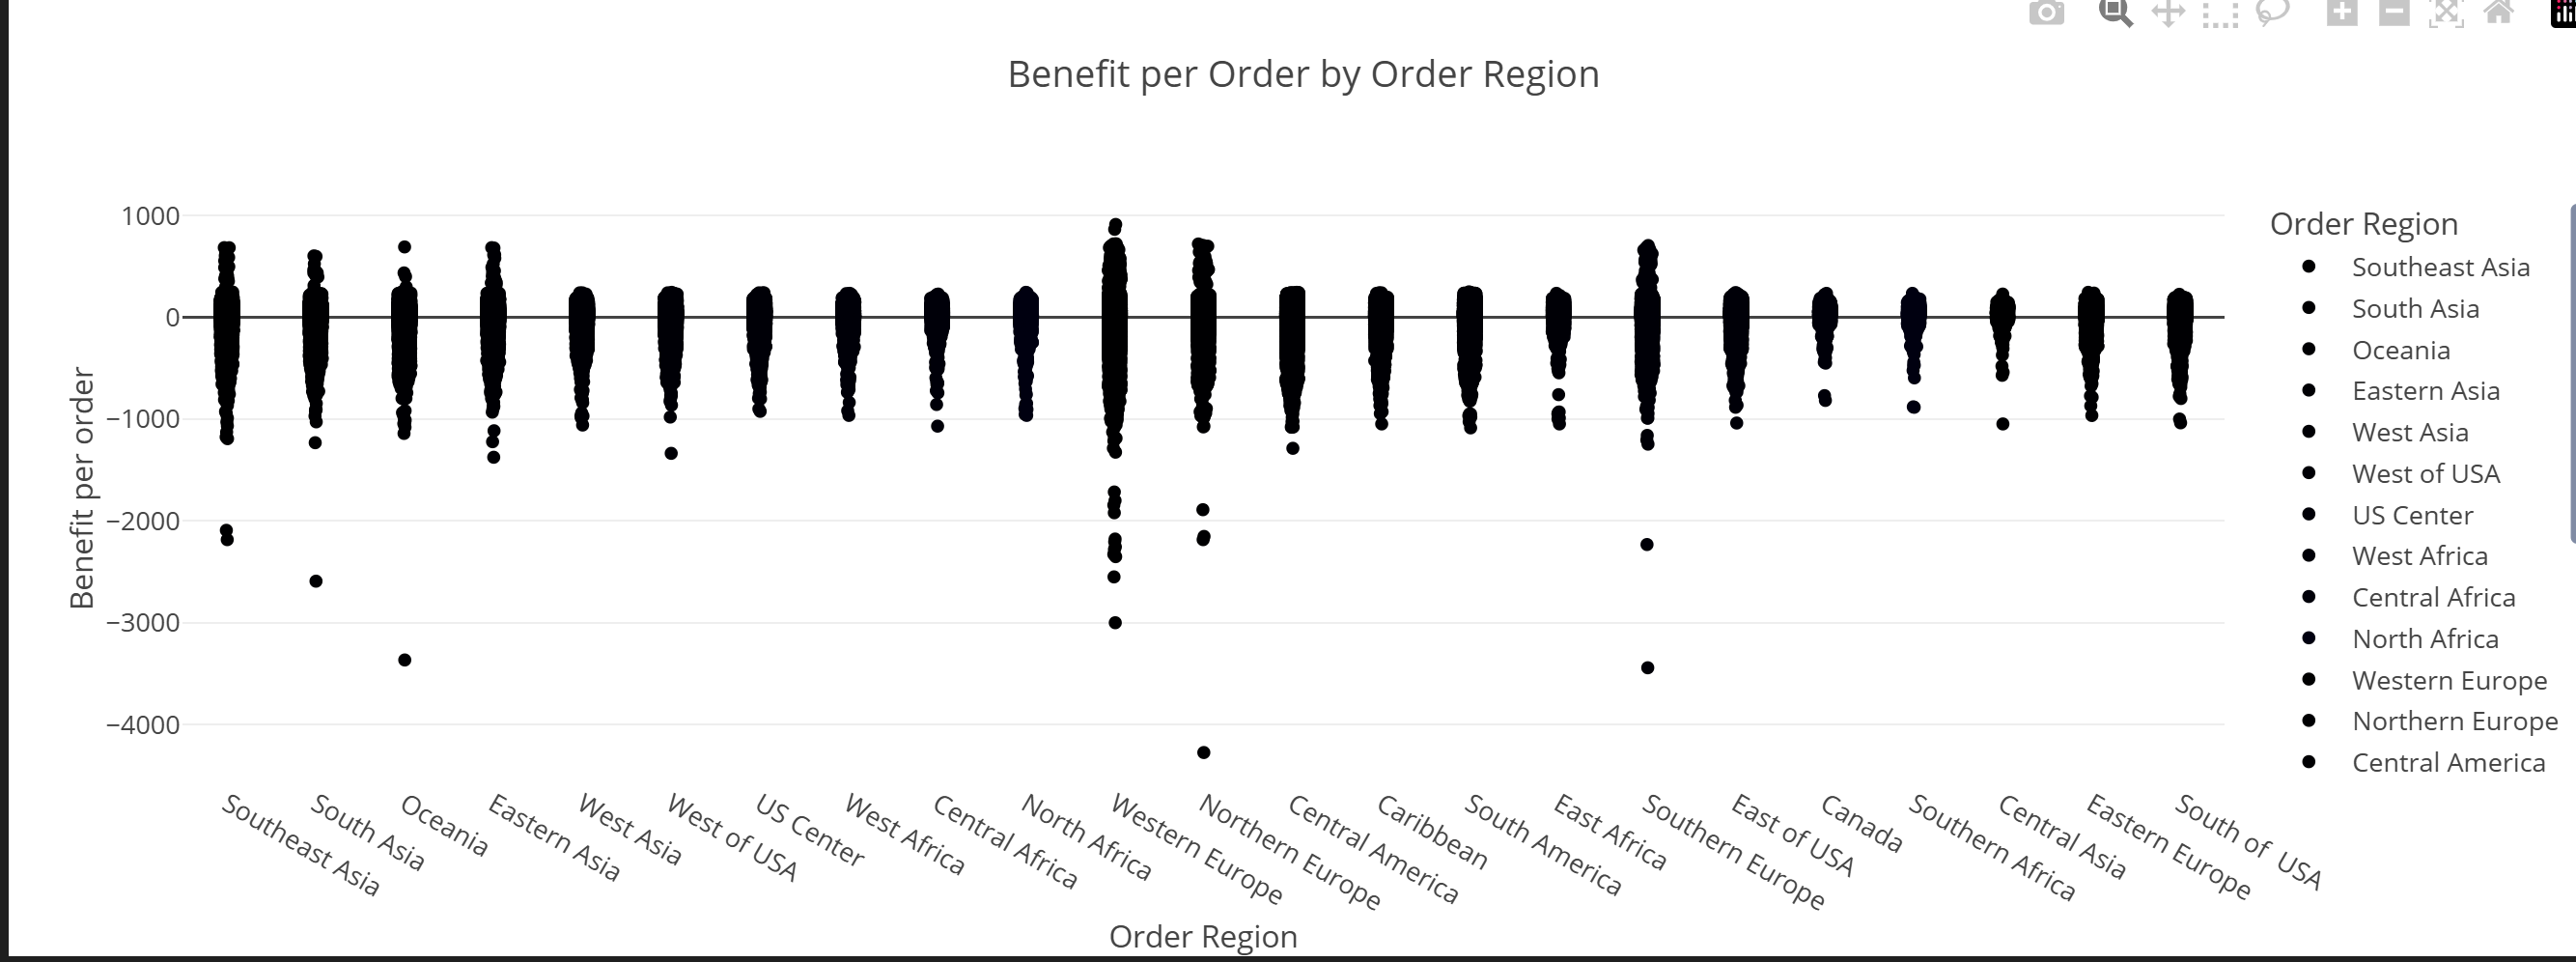 Benefit per Order by Order Region
1000
0
−1000
−2000
−3000
−4000
Benefit per order
Southeast Asia
South Asia
Oceania
Eastern Asia
West Asia
West of USA
US Center
West Africa
Central Africa
North Africa
Western Europe
Northern Europe
Central America
Caribbean
South America
East Africa
Southern Europe
East of USA
Canada
Southern Africa
Central Asia
Eastern Europe
South of  USA
Order Region
Order Region
Southeast Asia
South Asia
Oceania
Eastern Asia
West Asia
West of USA
US Center
West Africa
Central Africa
North Africa
Western Europe
Northern Europe
Central America